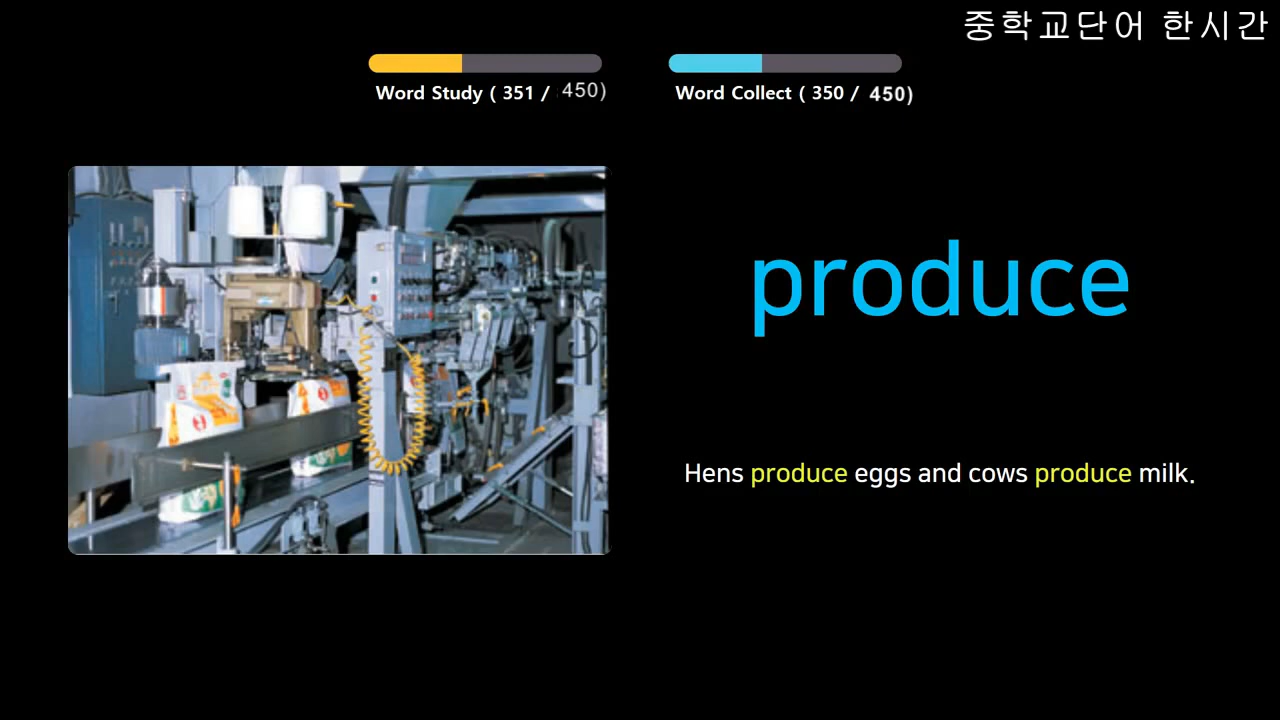 중학교단어 한시간
Word Study ( 351 / 450)
Word Collect ( 350 / 450)
produce
Hens produce eggs and cows produce milk.